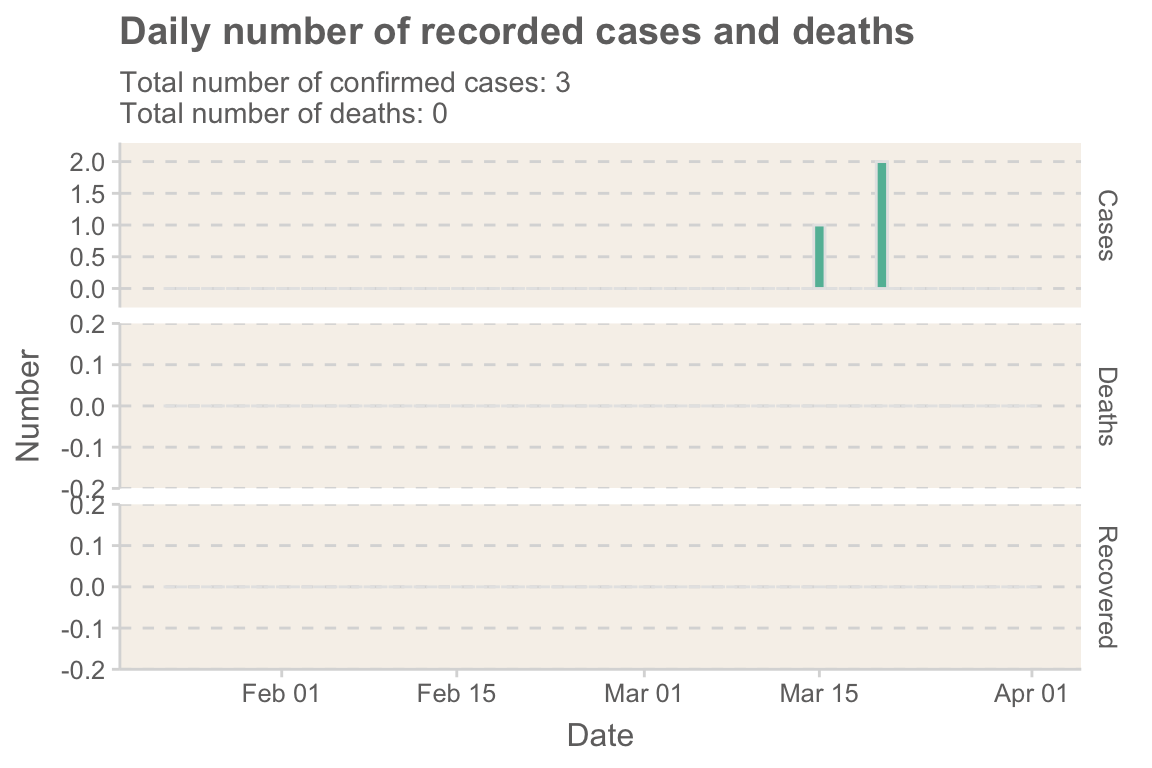 Daily number of recorded cases and deaths
Total number of confirmed cases: 3
Total number of deaths: 0
2.0
1.5
1.0
0.5
0.0
Cases
0.2
0.1
0.0
-0.1
-0.2
Deaths
0.2
0.1
0.0
-0.1
-0.2
Recovered
Number
Feb 01 Feb 15 Mar 01 Mar 15 Apr 01
Date